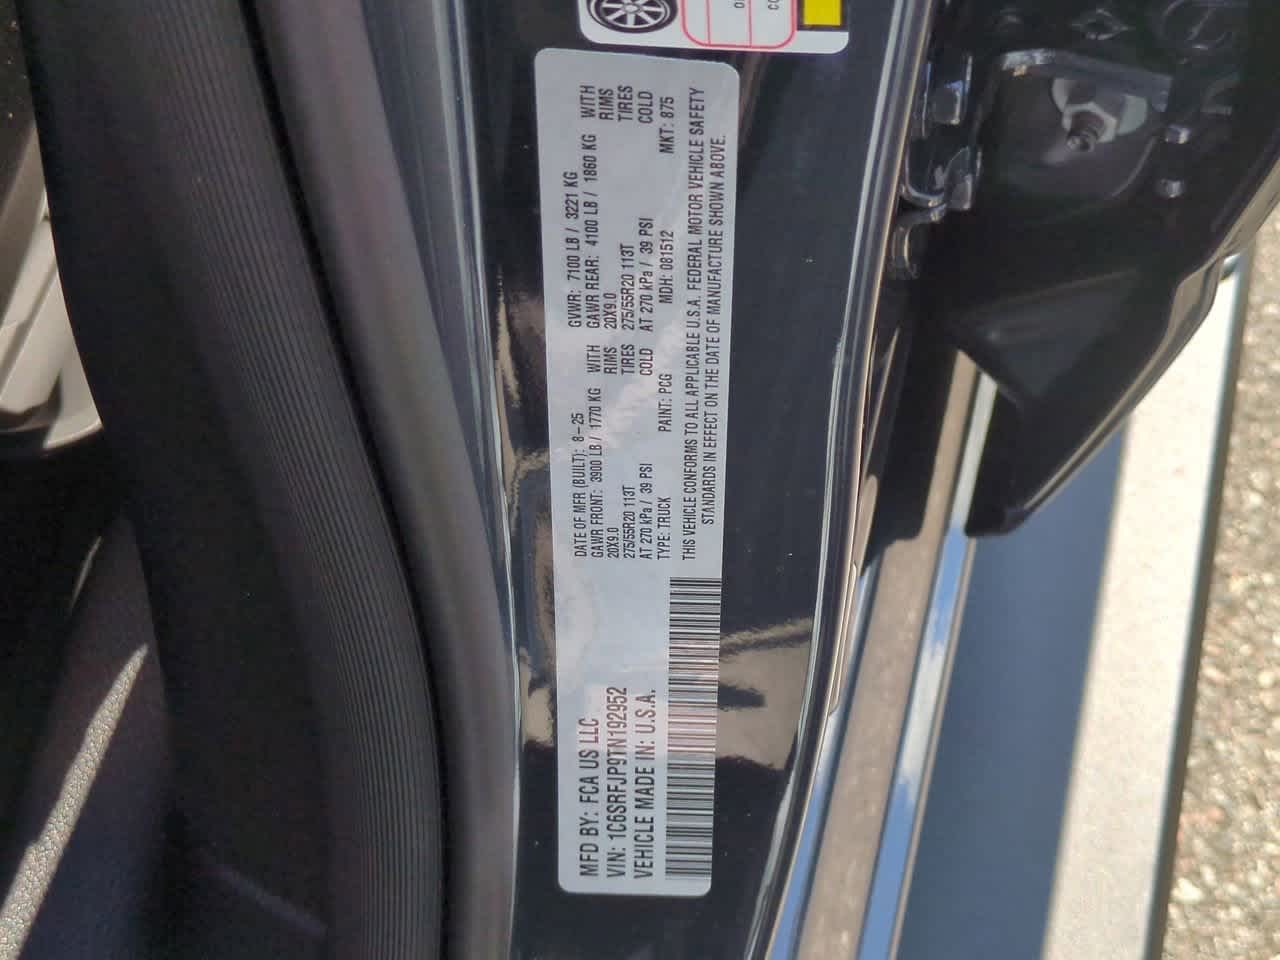 MFD BY: FCA US LLC
VIN: 1C6SRFJP9TN192952
VEHICLE MADE IN: U.S.A.
DATE OF MFR (BUILT): 8-25 GVWR: 7100 LB / 3221 KG
GAWR FRONT: 3900 LB / 1770 KG WITH GAWR REAR: 4100 LB / 1860 KG WITH
20X9.0 RIMS 20X9.0 RIMS
275/55R20 113T TIRES 275/55R20 113T TIRES
AT 270 kPa / 39 PSI COLD AT 270 kPa / 39 PSI COLD
TYPE: TRUCK PAINT: PCG MDH: 081512 MKT: 875
THIS VEHICLE CONFORMS TO ALL APPLICABLE U.S.A. FEDERAL MOTOR VEHICLE SAFETY
STANDARDS IN EFFECT ON THE DATE OF MANUFACTURE SHOWN ABOVE.